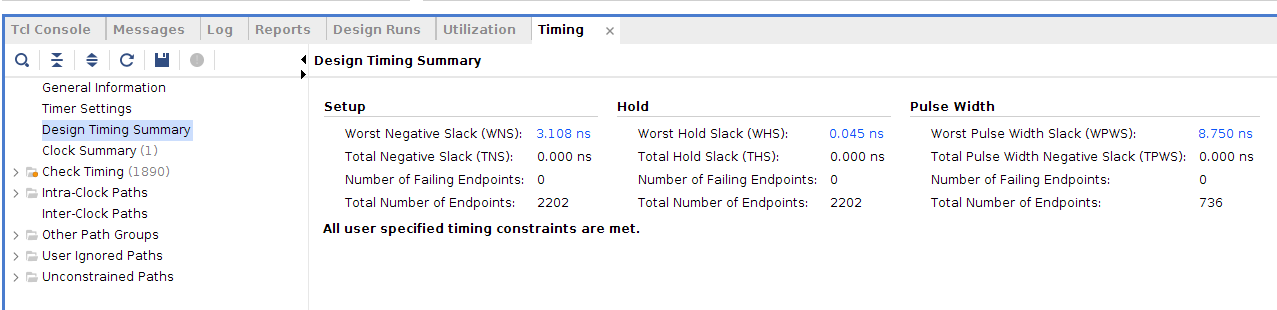 Tcl Console Messages Log Reports Design Runs Utilization Timing ×
Design Timing Summary
General Information
Timer Settings
Design Timing Summary
Clock Summary (1)
Check Timing (1890)
Intra-Clock Paths
Inter-Clock Paths
Other Path Groups
User Ignored Paths
Unconstrained Paths
Setup Hold Pulse Width
Worst Negative Slack (WNS): 3.108 ns Worst Hold Slack (WHS): 0.045 ns Worst Pulse Width Slack (WPWS): 8.750 ns
Total Negative Slack (TNS): 0.000 ns Total Hold Slack (THS): 0.000 ns Total Pulse Width Negative Slack (TPWS): 0.000 ns
Number of Failing Endpoints: 0 Number of Failing Endpoints: 0 Number of Failing Endpoints: 0
Total Number of Endpoints: 2202 Total Number of Endpoints: 2202 Total Number of Endpoints: 736
All user specified timing constraints are met.